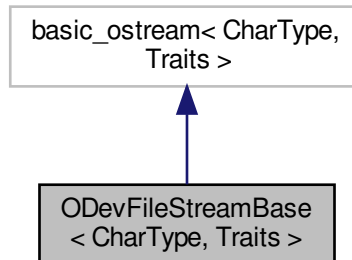 basic_ostream< CharType,
Traits >
ODevFileStreamBase
< CharType, Traits >